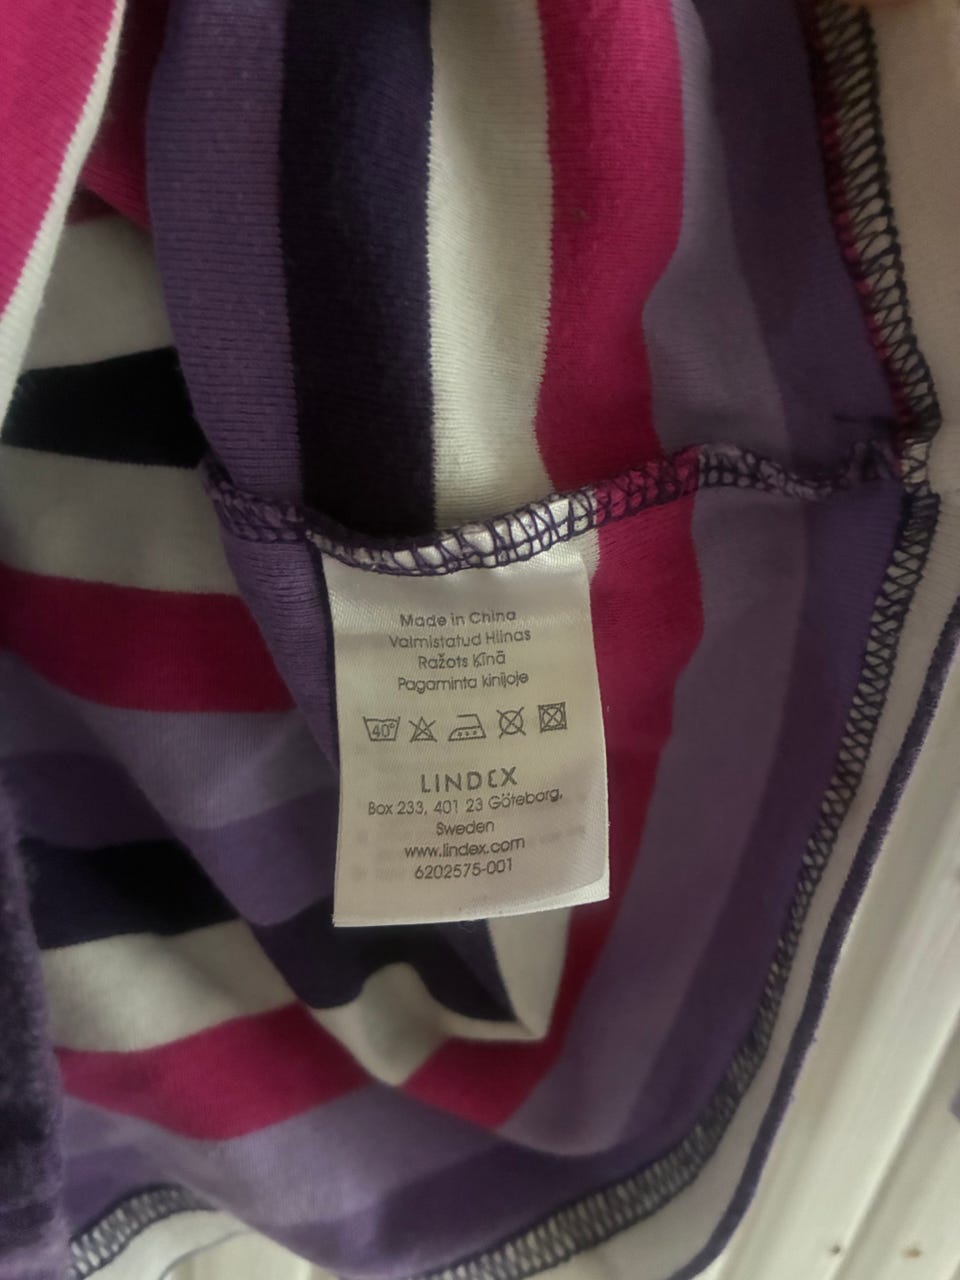 Made in China
Valmistatud Hiinas
Ražots Ķīnā
Pagaminta kinijoje
40°
LINDEX
Box 233, 401 23 Göteborg,
Sweden
www.lindex.com
6202575-001